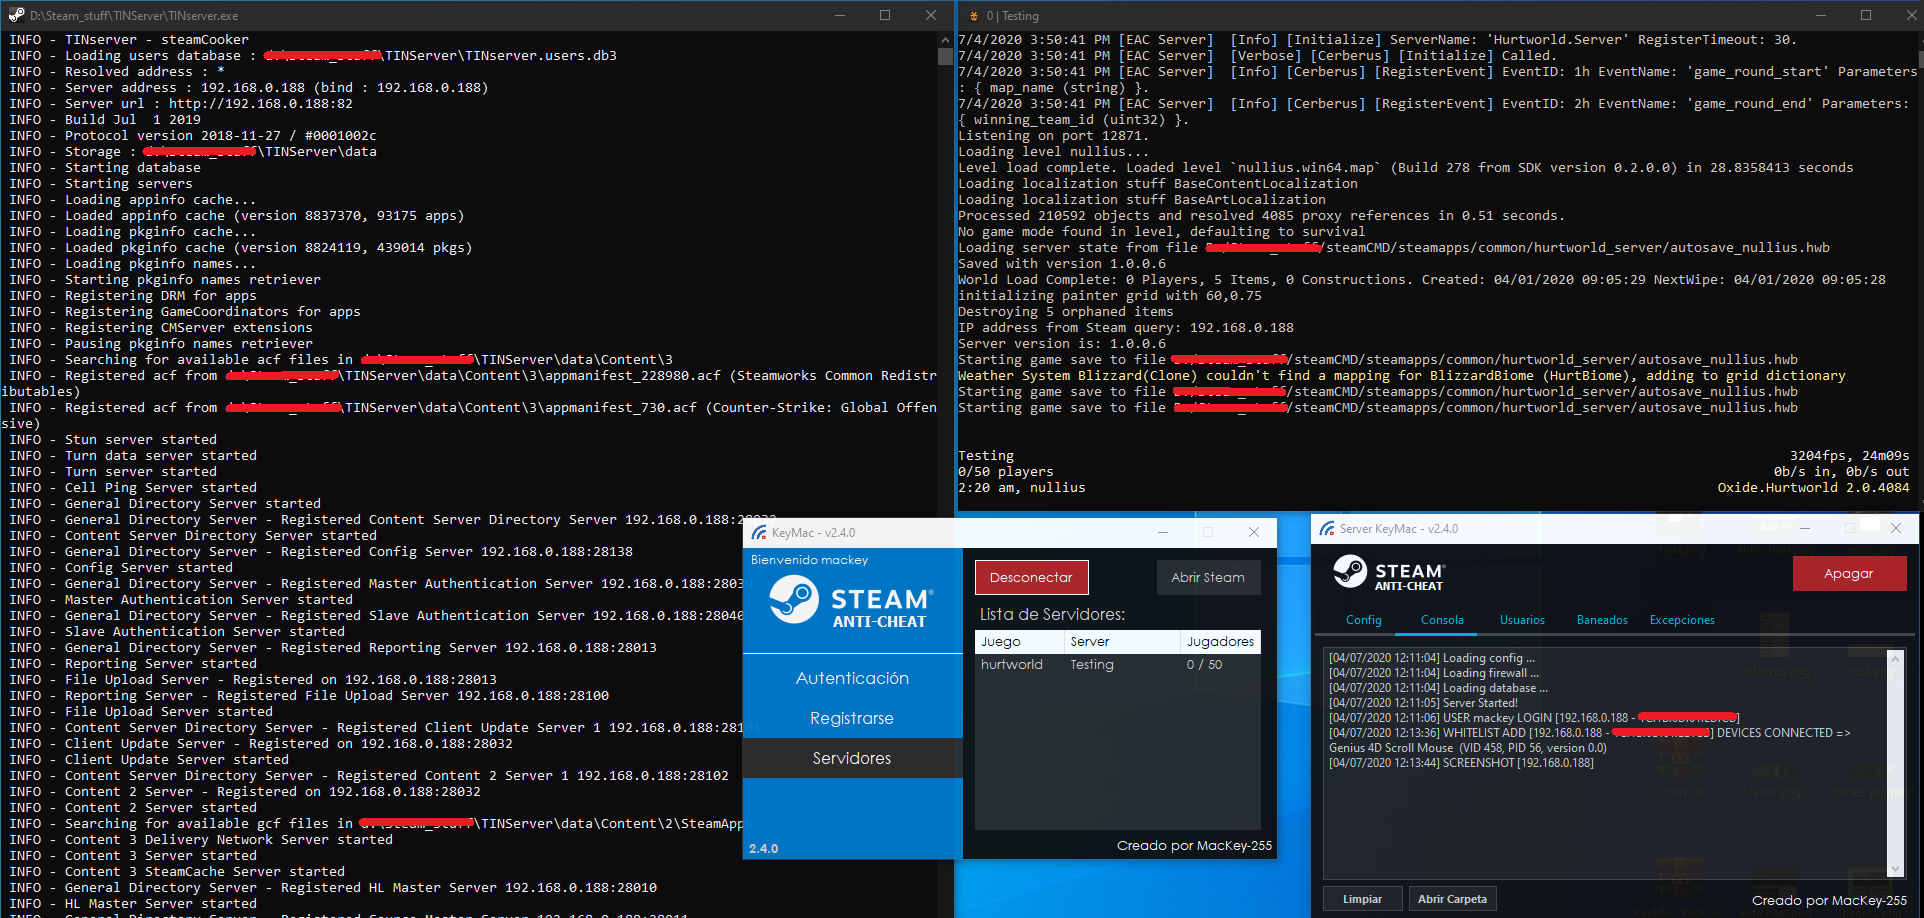 D:\Steam_stuff\TINServer\TINserver.exe
INFO - TINserver - steamCooker
INFO - Loading users database : \TINServer\TINserver.users.db3
INFO - Resolved address : *
INFO - Server address : 192.168.0.188 (bind : 192.168.0.188)
INFO - Server url : http://192.168.0.188:82
INFO - Build Jul  1 2019
INFO - Protocol version 2018-11-27 / #0001002c
INFO - Storage : \TINServer\data
INFO - Starting database
INFO - Starting servers
INFO - Loading appinfo cache...
INFO - Loaded appinfo cache (version 8837370, 93175 apps)
INFO - Loading pkginfo cache...
INFO - Loaded pkginfo cache (version 8824119, 439014 pkgs)
INFO - Loading pkginfo names...
INFO - Starting pkginfo names retriever
INFO - Registering DRM for apps
INFO - Registering GameCoordinators for apps
INFO - Registering CMServer extensions
INFO - Pausing pkginfo names retriever
INFO - Searching for available acf files in \TINServer\data\Content\3
INFO - Registered acf from \TINServer\data\Content\3\appmanifest_228980.acf (Steamworks Common Redistr
ibutables)
INFO - Registered acf from \TINServer\data\Content\3\appmanifest_730.acf (Counter-Strike: Global Offen
sive)
INFO - Stun server started
INFO - Turn data server started
INFO - Turn server started
INFO - Cell Ping Server started
INFO - General Directory Server started
INFO - General Directory Server - Registered Content Server Directory Server
INFO - Content Server Directory Server started
INFO - General Directory Server - Registered Config Server 192.168.0.188:28138
INFO - Config Server started
INFO - General Directory Server - Registered Master Authentication Server
INFO - Master Authentication Server started
INFO - General Directory Server - Registered Slave Authentication Server 192.168.0.188:28040
INFO - Slave Authentication Server started
INFO - General Directory Server - Registered Reporting Server 192.168.0.188:28013
INFO - Reporting Server started
INFO - File Upload Server - Registered on 192.168.0.188:28013
INFO - Reporting Server - Registered File Upload Server 192.168.0.188:28100
INFO - File Upload Server started
INFO - Content Server Directory Server - Registered Client Update Server 1
INFO - Client Update Server - Registered on 192.168.0.188:28032
INFO - Client Update Server started
INFO - Content Server Directory Server - Registered Content 2 Server 1 192.168.0.188:28102
INFO - Content 2 Server - Registered on 192.168.0.188:28032
INFO - Content 2 Server started
INFO - Searching for available gcf files in \TINServer\data\Content\2\SteamApps
INFO - Content 3 Delivery Network Server started
INFO - Content 3 Server started
INFO - Content 3 SteamCache Server started
INFO - General Directory Server - Registered HL Master Server 192.168.0.188:28010
INFO - HL Master Server started
0 | Testing
7/4/2020 3:50:41 PM [EAC Server]  [Info] [Initialize] ServerName: 'Hurtworld.Server' RegisterTimeout: 30.
7/4/2020 3:50:41 PM [EAC Server]  [Verbose] [Cerberus] [Initialize] Called.
7/4/2020 3:50:41 PM [EAC Server]  [Info] [Cerberus] [RegisterEvent] EventID: 1h EventName: 'game_round_start' Parameters
: { map_name (string) }.
7/4/2020 3:50:41 PM [EAC Server]  [Info] [Cerberus] [RegisterEvent] EventID: 2h EventName: 'game_round_end' Parameters:
{ winning_team_id (uint32) }.
Listening on port 12871.
Loading level nullius...
Level load complete. Loaded level `nullius.win64.map` (Build 278 from SDK version 0.2.0.0) in 28.8358413 seconds
Loading localization stuff BaseContentLocalization
Loading localization stuff BaseArtLocalization
Processed 210592 objects and resolved 4085 proxy references in 0.51 seconds.
No game mode found in level, defaulting to survival
Loading server state from file /steamCMD/steamapps/common/hurtworld_server/autosave_nullius.hwb
Saved with version 1.0.0.6
World Load Complete: 0 Players, 5 Items, 0 Constructions. Created: 04/01/2020 09:05:29 NextWipe: 04/01/2020 09:05:28
initializing painter grid with 60,0.75
Destroying 5 orphaned items
IP address from Steam query: 192.168.0.188
Server version is: 1.0.0.6
Starting game save to file /steamCMD/steamapps/common/hurtworld_server/autosave_nullius.hwb
Weather System Blizzard(Clone) couldn't find a mapping for BlizzardBiome (HurtBiome), adding to grid dictionary
Starting game save to file /steamCMD/steamapps/common/hurtworld_server/autosave_nullius.hwb
Starting game save to file /steamCMD/steamapps/common/hurtworld_server/autosave_nullius.hwb
Testing 3204fps, 24m09s
0/50 players 0b/s in, 0b/s out
2:20 am, nullius Oxide.Hurtworld 2.0.4084
KeyMac - v2.4.0
Bienvenido mackey
STEAM®
ANTI-CHEAT
Autenticación
Registrarse
Servidores
2.4.0
Desconectar
Abrir Steam
Lista de Servidores:
Juego Server Jugadores
hurtworld Testing 0 / 50
Creado por MacKey-255
Server KeyMac - v2.4.0
STEAM®
ANTI-CHEAT
Apagar
Config Consola Usuarios Baneados Excepciones
[04/07/2020 12:11:04] Loading config ...
[04/07/2020 12:11:04] Loading firewall ...
[04/07/2020 12:11:04] Loading database ...
[04/07/2020 12:11:05] Server Started!
[04/07/2020 12:11:06] USER mackey LOGIN [192.168.0.188 - ]
[04/07/2020 12:13:36] WHITELIST ADD [192.168.0.188 - ] DEVICES CONNECTED =>
Genius 4D Scroll Mouse  (VID 458, PID 56, version 0.0)
[04/07/2020 12:13:44] SCREENSHOT [192.168.0.188]
Limpiar
Abrir Carpeta
Creado por MacKey-255